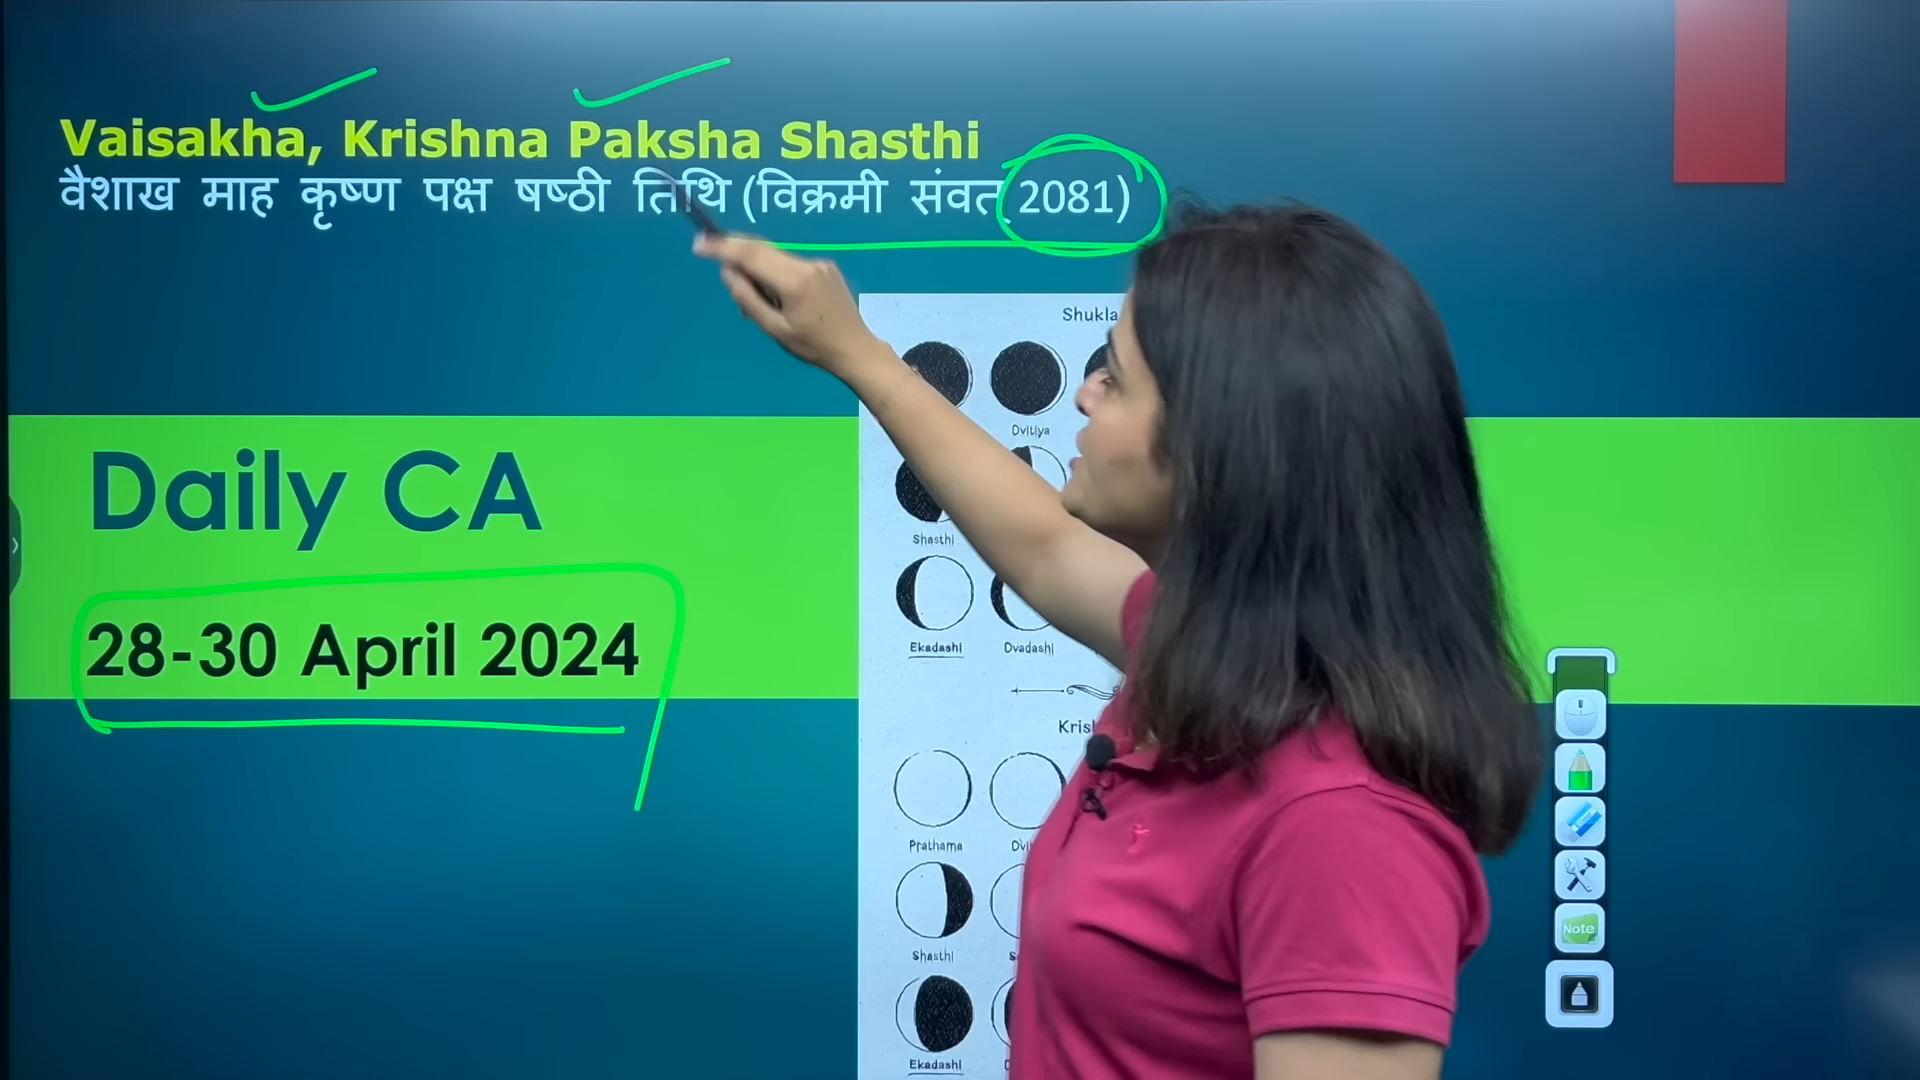 Vaisakha, Krishna Paksha Shasthi
वैशाख माह कृष्ण पक्ष षष्ठी तिथि (विक्रमी संवत् 2081)
Daily CA
28-30 April 2024
Shukla
Dvitiya
Shasthi
Ekadashi Dvadashi
Prathama
Shasthi
Ekadashi
Note